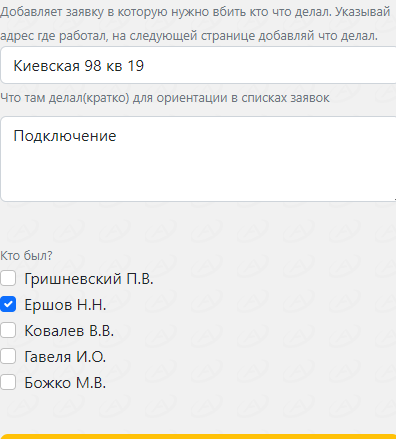 Добавляет заявку в которую нужно вбить кто что делал. Указывай
адрес где работал, на следующей странице добавляй что делал.
Киевская 98 кв 19
Что там делал(кратко) для ориентации в списках заявок
Подключение
Кто был?
Гришневский П.В.
Ершов Н.Н.
Ковалев В.В.
Гавеля И.О.
Божко М.В.